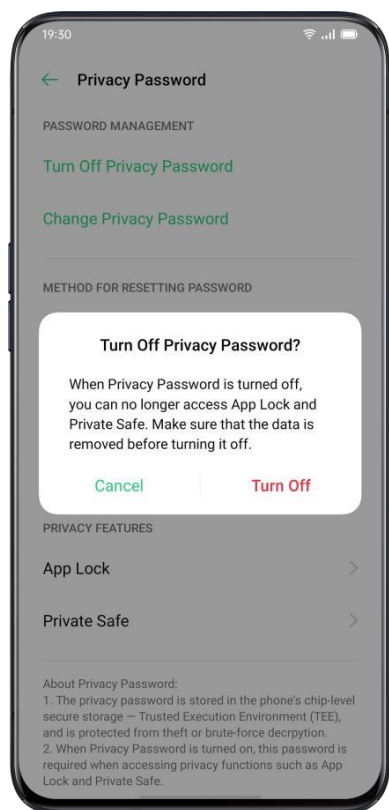 19:30
Privacy Password
PASSWORD MANAGEMENT
Turn Off Privacy Password
Change Privacy Password
METHOD FOR RESETTING PASSWORD
Turn Off Privacy Password?
When Privacy Password is turned off,
you can no longer access App Lock and
Private Safe. Make sure that the data is
removed before turning it off.
Cancel
Turn Off
PRIVACY FEATURES
App Lock
Private Safe
About Privacy Password:
1. The privacy password is stored in the phone's chip-level
secure storage — Trusted Execution Environment (TEE),
and is protected from theft or brute-force decrpytion.
2. When Privacy Password is turned on, this password is
required when accessing privacy functions such as App
Lock and Private Safe.